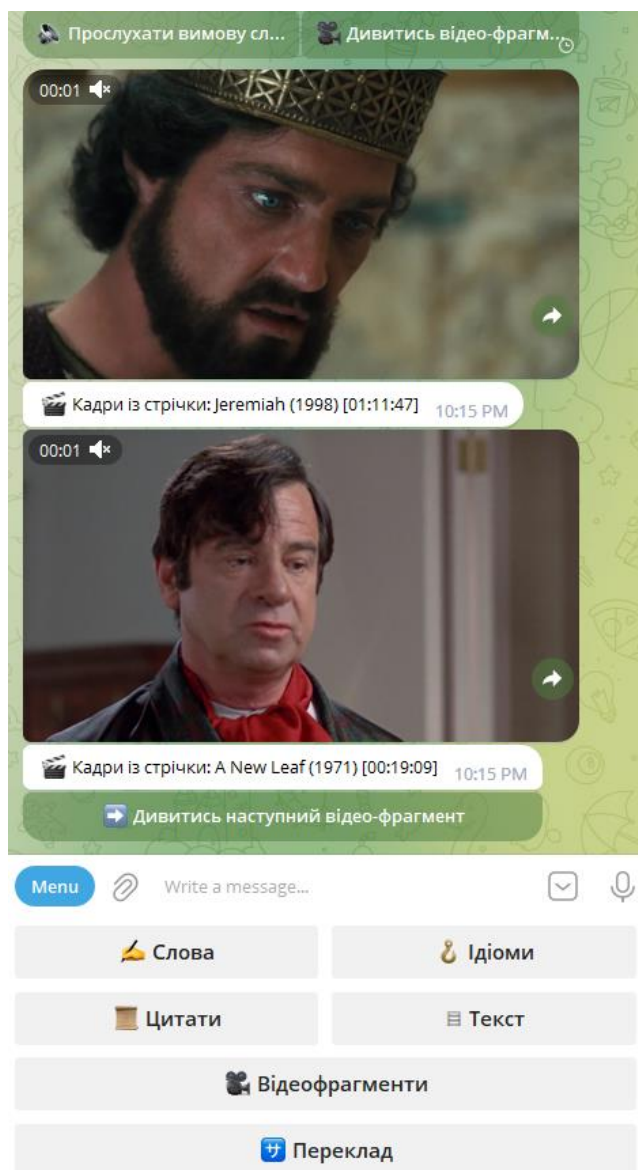 Прослухати вимову сл...
Дивитись відео-фрагм...
00:01
Кадри із стрічки: Jeremiah (1998) [01:11:47] 10:15 PM
00:01
Кадри із стрічки: A New Leaf (1971) [00:19:09] 10:15 PM
Дивитись наступний відео-фрагмент
Menu Write a message...
Слова
Ідіоми
Цитати
Текст
Відеофрагменти
サ Переклад